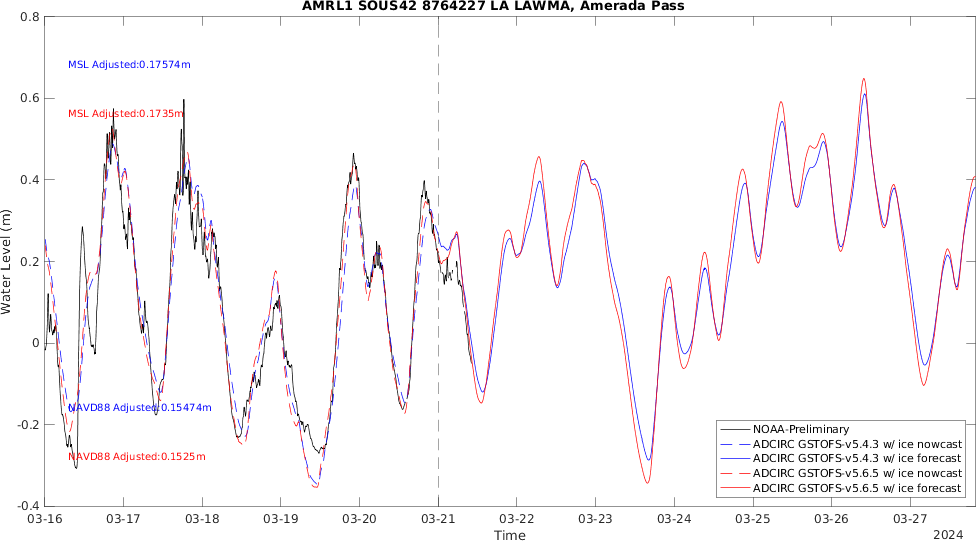 AMRL1 SOUS42 8764227 LA LAWMA, Amerada Pass
0.8
0.6
0.4
0.2
0
-0.2
-0.4
Water Level (m)
MSL Adjusted:0.17574m
MSL Adjusted:0.1735m
NAVD88 Adjusted:0.15474m
NAVD88 Adjusted:0.1525m
NOAA-Preliminary
ADCIRC GSTOFS-v5.4.3 w/ ice nowcast
ADCIRC GSTOFS-v5.4.3 w/ ice forecast
ADCIRC GSTOFS-v5.6.5 w/ ice nowcast
ADCIRC GSTOFS-v5.6.5 w/ ice forecast
03-16 03-17 03-18 03-19 03-20 03-21 03-22 03-23 03-24 03-25 03-26 03-27
Time
2024